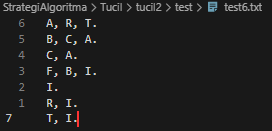 StrategiAlgoritma > Tucil > tucil2 > test > test6.txt
6 A, R, T.
5 B, C, A.
4 C, A.
3 F, B, I.
2 I.
1 R, I.
7 T, I.